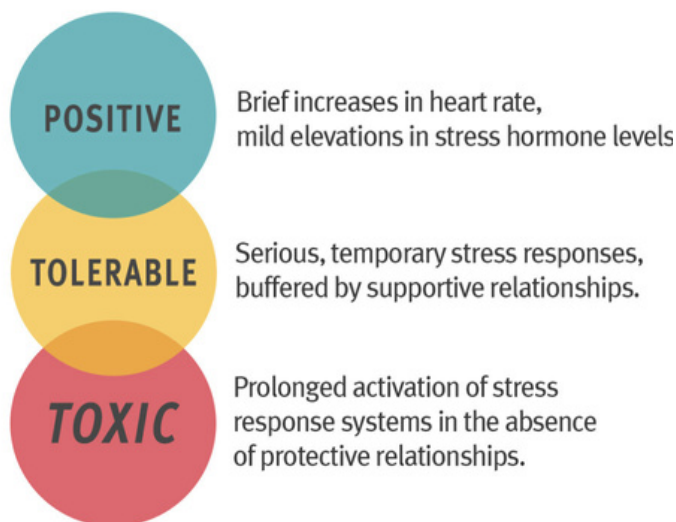 POSITIVE
Brief increases in heart rate,
mild elevations in stress hormone levels
TOLERABLE
Serious, temporary stress responses,
buffered by supportive relationships.
TOXIC
Prolonged activation of stress
response systems in the absence
of protective relationships.